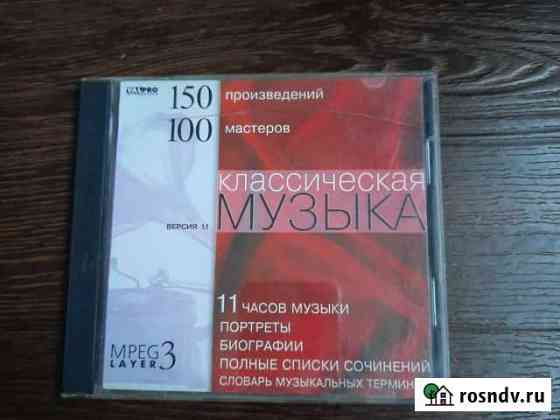 150 произведений
100 мастеров
классическая
МУЗЫКА
ВЕРСИЯ 1.1
11 ЧАСОВ МУЗЫКИ
ПОРТРЕТЫ
БИОГРАФИИ
ПОЛНЫЕ СПИСКИ СОЧИНЕНИЙ
СЛОВАРЬ МУЗЫКАЛЬНЫХ
MPEG
LAYER 3
rosndv.ru